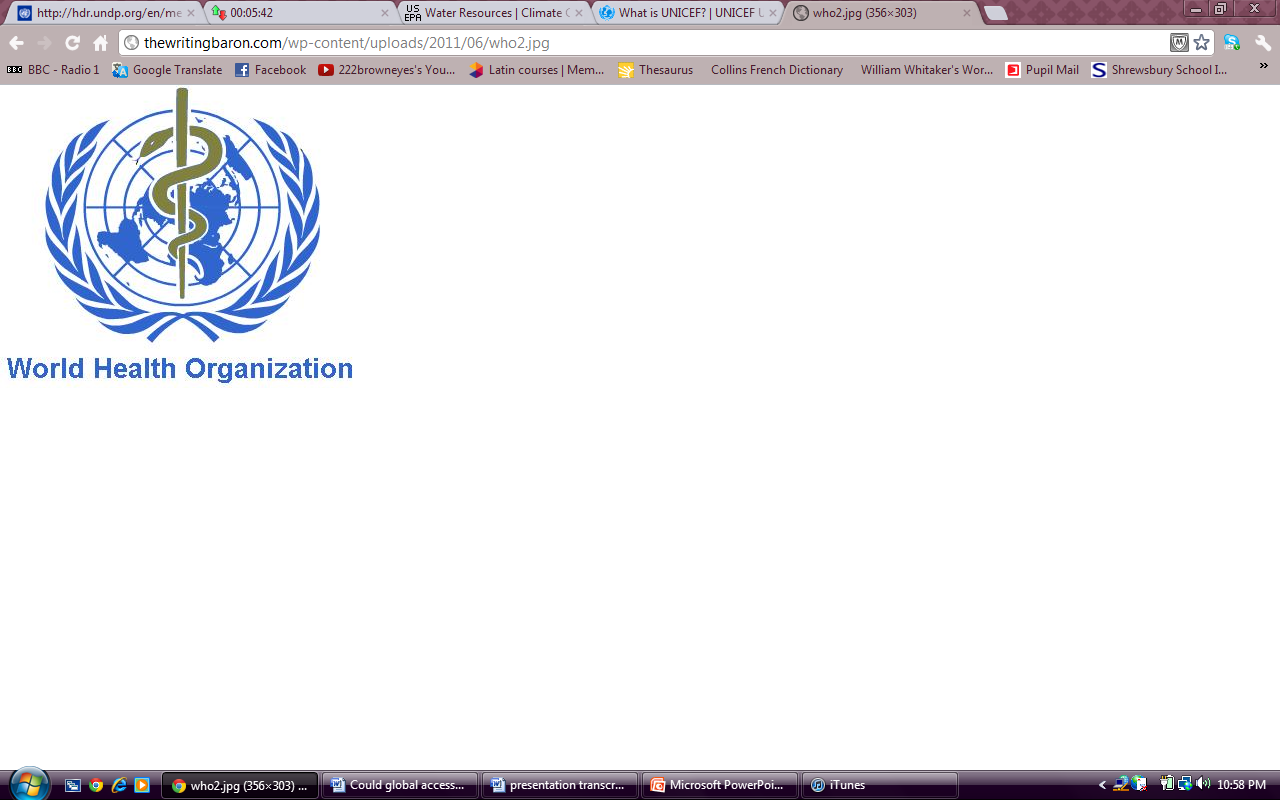 http://hdr.undp.org/en/me
00:05:42
US EPA Water Resources | Climate C
What is UNICEF? | UNICEF U
who2.jpg (356×303)
thewritingbaron.com/wp-content/uploads/2011/06/who2.jpg
BBC BBC - Radio 1 Google Translate Facebook 222browneyes's You... Latin courses | Mem... Thesaurus Collins French Dictionary William Whitaker's Wor... Pupil Mail Shrewsbury School I... »
World Health Organization
who2.jpg (356×303) ... Could global access... presentation transcr... Microsoft PowerPoi... iTunes 10:58 PM